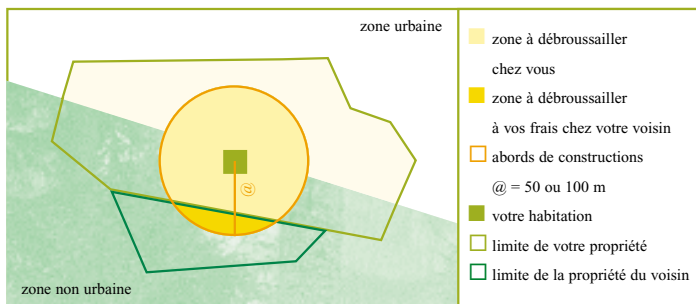 zone urbaine
@
zone non urbaine
zone à débroussailler
chez vous
zone à débroussailler
à vos frais chez votre voisin
abords de constructions
@ = 50 ou 100 m
votre habitation
limite de votre propriété
limite de la propriété du voisin